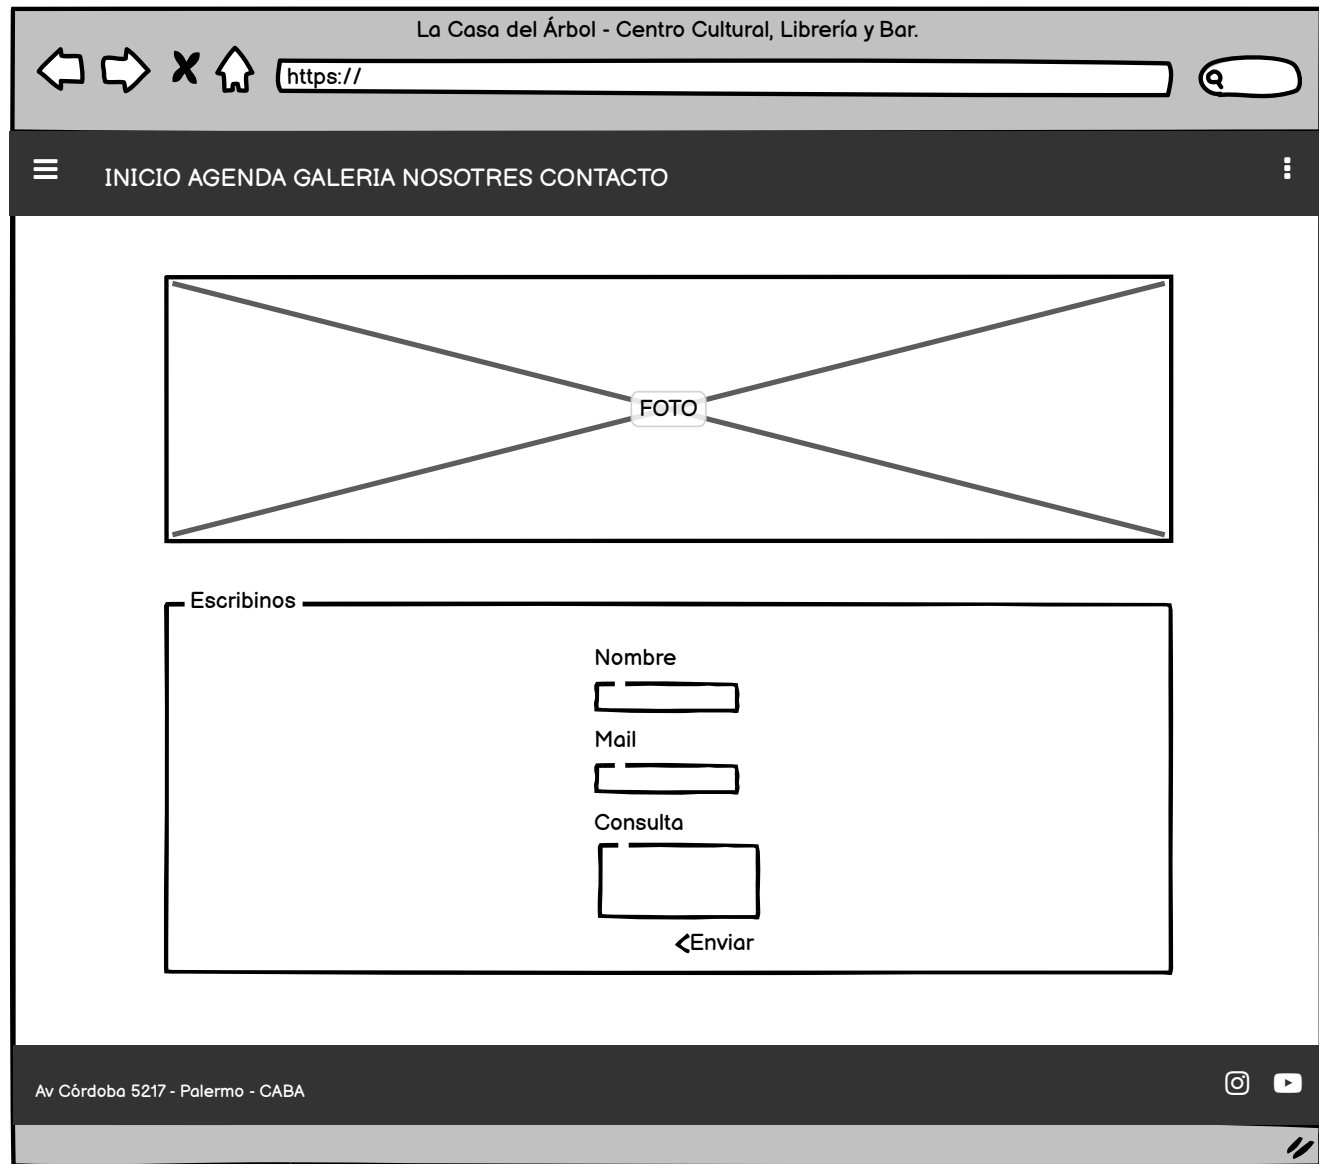 La Casa del Árbol - Centro Cultural, Librería y Bar.
https://
INICIO AGENDA GALERIA NOSOTRES CONTACTO
FOTO
Escribinos
Nombre
Mail
Consulta
Enviar
Av Córdoba 5217 - Palermo - CABA